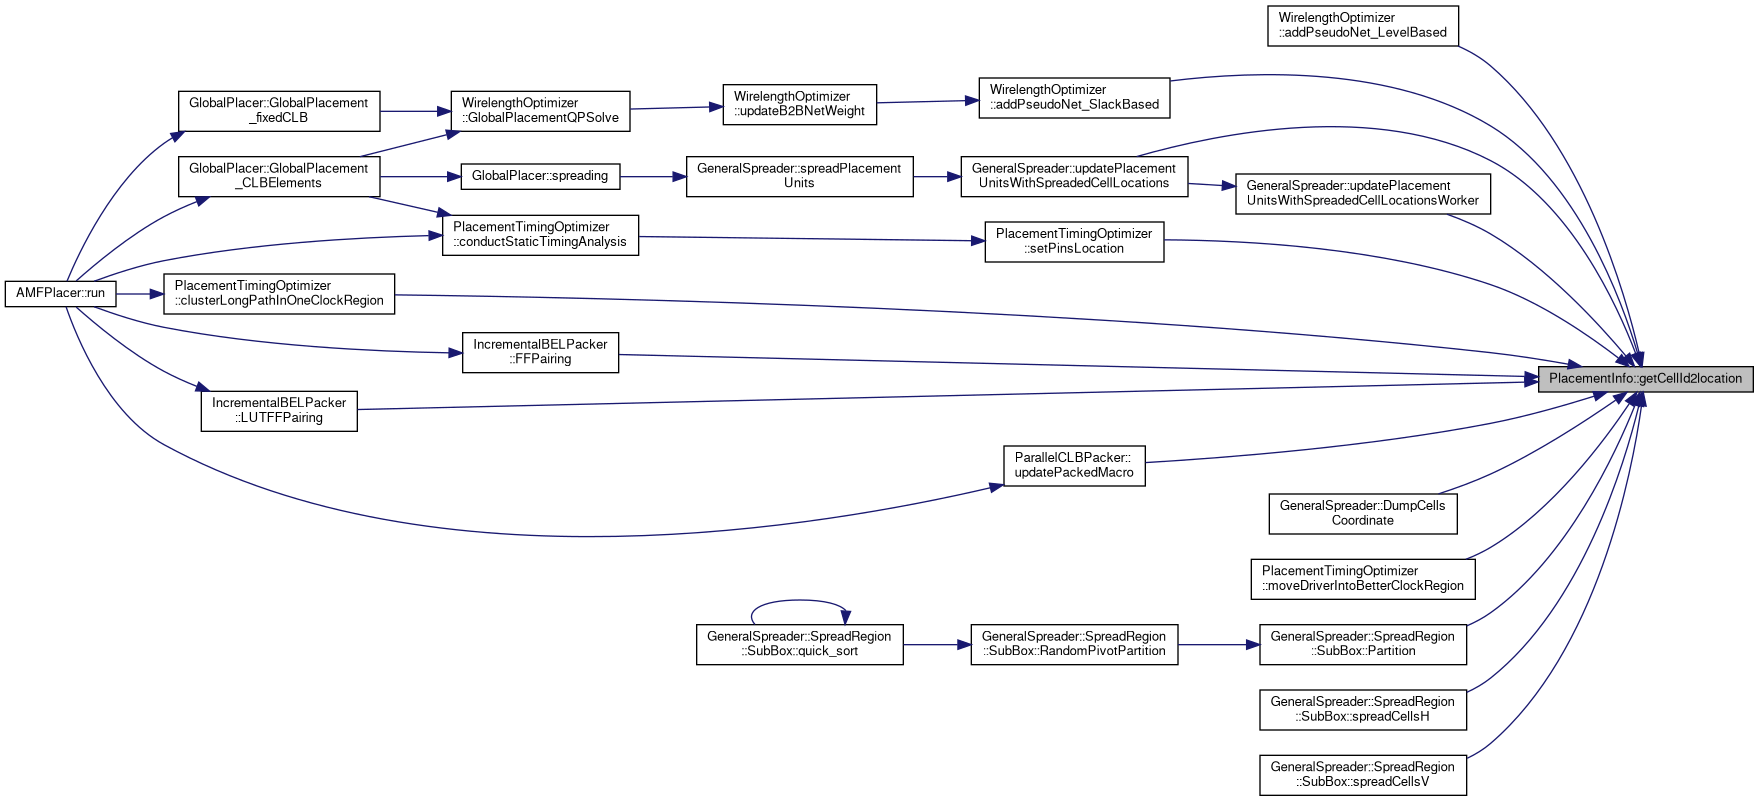 WirelengthOptimizer
::addPseudoNet_LevelBased
GlobalPlacer::GlobalPlacement
_fixedCLB
WirelengthOptimizer
::GlobalPlacementQPSolve
WirelengthOptimizer
::updateB2BNetWeight
WirelengthOptimizer
::addPseudoNet_SlackBased
GlobalPlacer::GlobalPlacement
_CLBElements
GlobalPlacer::spreading
GeneralSpreader::spreadPlacement
Units
GeneralSpreader::updatePlacement
UnitsWithSpreadedCellLocations
GeneralSpreader::updatePlacement
UnitsWithSpreadedCellLocationsWorker
PlacementTimingOptimizer
::conductStaticTimingAnalysis
PlacementTimingOptimizer
::setPinsLocation
AMFPlacer::run
PlacementTimingOptimizer
::clusterLongPathInOneClockRegion
IncrementalBELPacker
::FFPairing
PlacementInfo::getCellId2location
IncrementalBELPacker
::LUTFFPairing
ParallelCLBPacker::
updatePackedMacro
GeneralSpreader::DumpCells
Coordinate
PlacementTimingOptimizer
::moveDriverIntoBetterClockRegion
GeneralSpreader::SpreadRegion
::SubBox::quick_sort
GeneralSpreader::SpreadRegion
::SubBox::RandomPivotPartition
GeneralSpreader::SpreadRegion
::SubBox::Partition
GeneralSpreader::SpreadRegion
::SubBox::spreadCellsH
GeneralSpreader::SpreadRegion
::SubBox::spreadCellsV